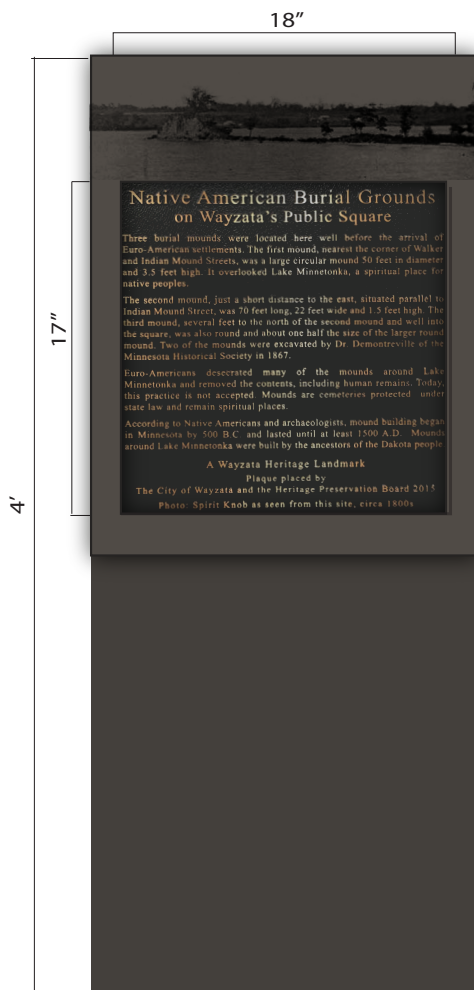 18”
Native American Burial Grounds
on Wayzata's Public Square
Three burial mounds were located here well before the arrival of
Euro-American settlements. The first mound, nearest the corner of Walker
and Indian Mound Streets, was a large circular mound 50 feet in diameter
and 3.5 feet high. It overlooked Lake Minnetonka, a spiritual place for
native peoples.
The second mound, just a short distance to the east, situated parallel to
Indian Mound Street, was 70 feet long, 22 feet wide and 1.5 feet high. The
third mound, several feet to the north of the second mound and well into
the square, was also round and about one half the size of the larger round
mound. Two of the mounds were excavated by Dr. Demontreville of the
Minnesota Historical Society in 1867.
Euro-Americans desecrated many of the mounds around Lake
Minnetonka and removed the contents, including human remains. Today,
this practice is not accepted. Mounds are cemeteries protected under
state law and remain spiritual places.
According to Native Americans and archaeologists, mound building began
in Minnesota by 500 B.C. and lasted until at least 1500 A.D. Mounds
around Lake Minnetonka were built by the ancestors of the Dakota people
A Wayzata Heritage Landmark
Plaque placed by
The City of Wayzata and the Heritage Preservation Board 2015
Photo: Spirit Knob as seen from this site, circa 1800s
17”
4’